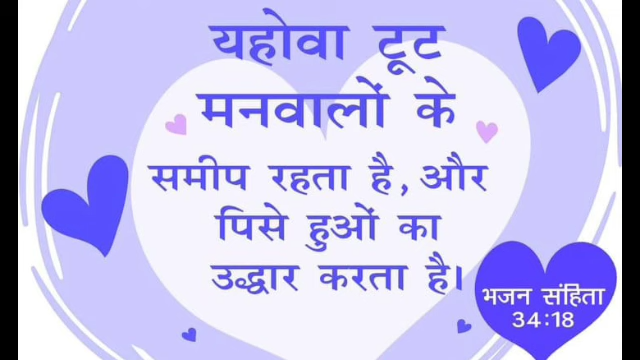 यहोवा टूट
मनवालों के
समीप रहता है, और
पिसे हुओं का
उद्धार करता है।
भजन संहिता
34:18